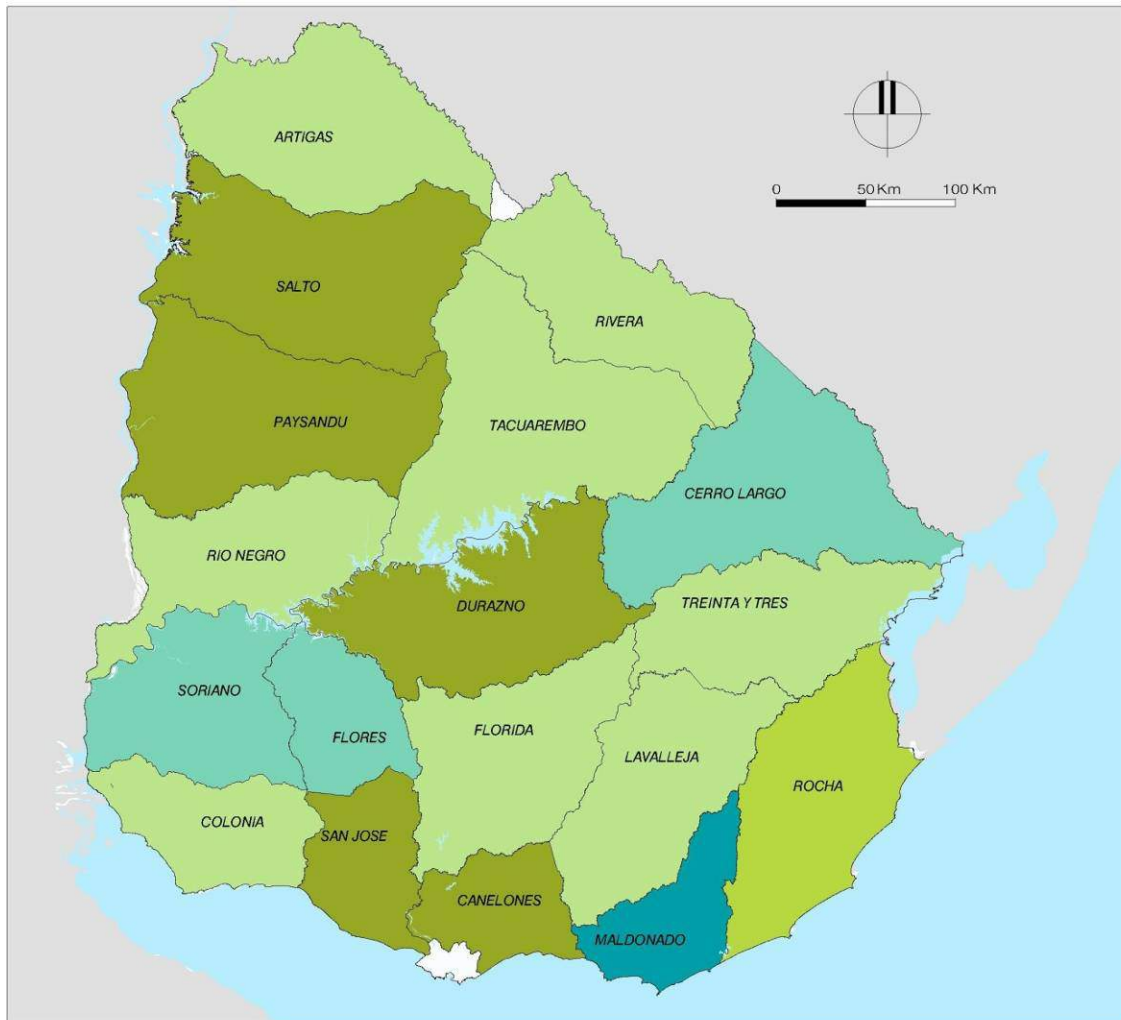 ARTIGAS
0 50 Km 100 Km
SALTO
RIVERA
PAYSANDU
TACUAREMBO
CERRO LARGO
RIO NEGRO
DURAZNO
TREINTA Y TRES
SORIANO
FLORES
FLORIDA
LAVALLEJA
ROCHA
COLONIA
SAN JOSE
CANELONES
MALDONADO